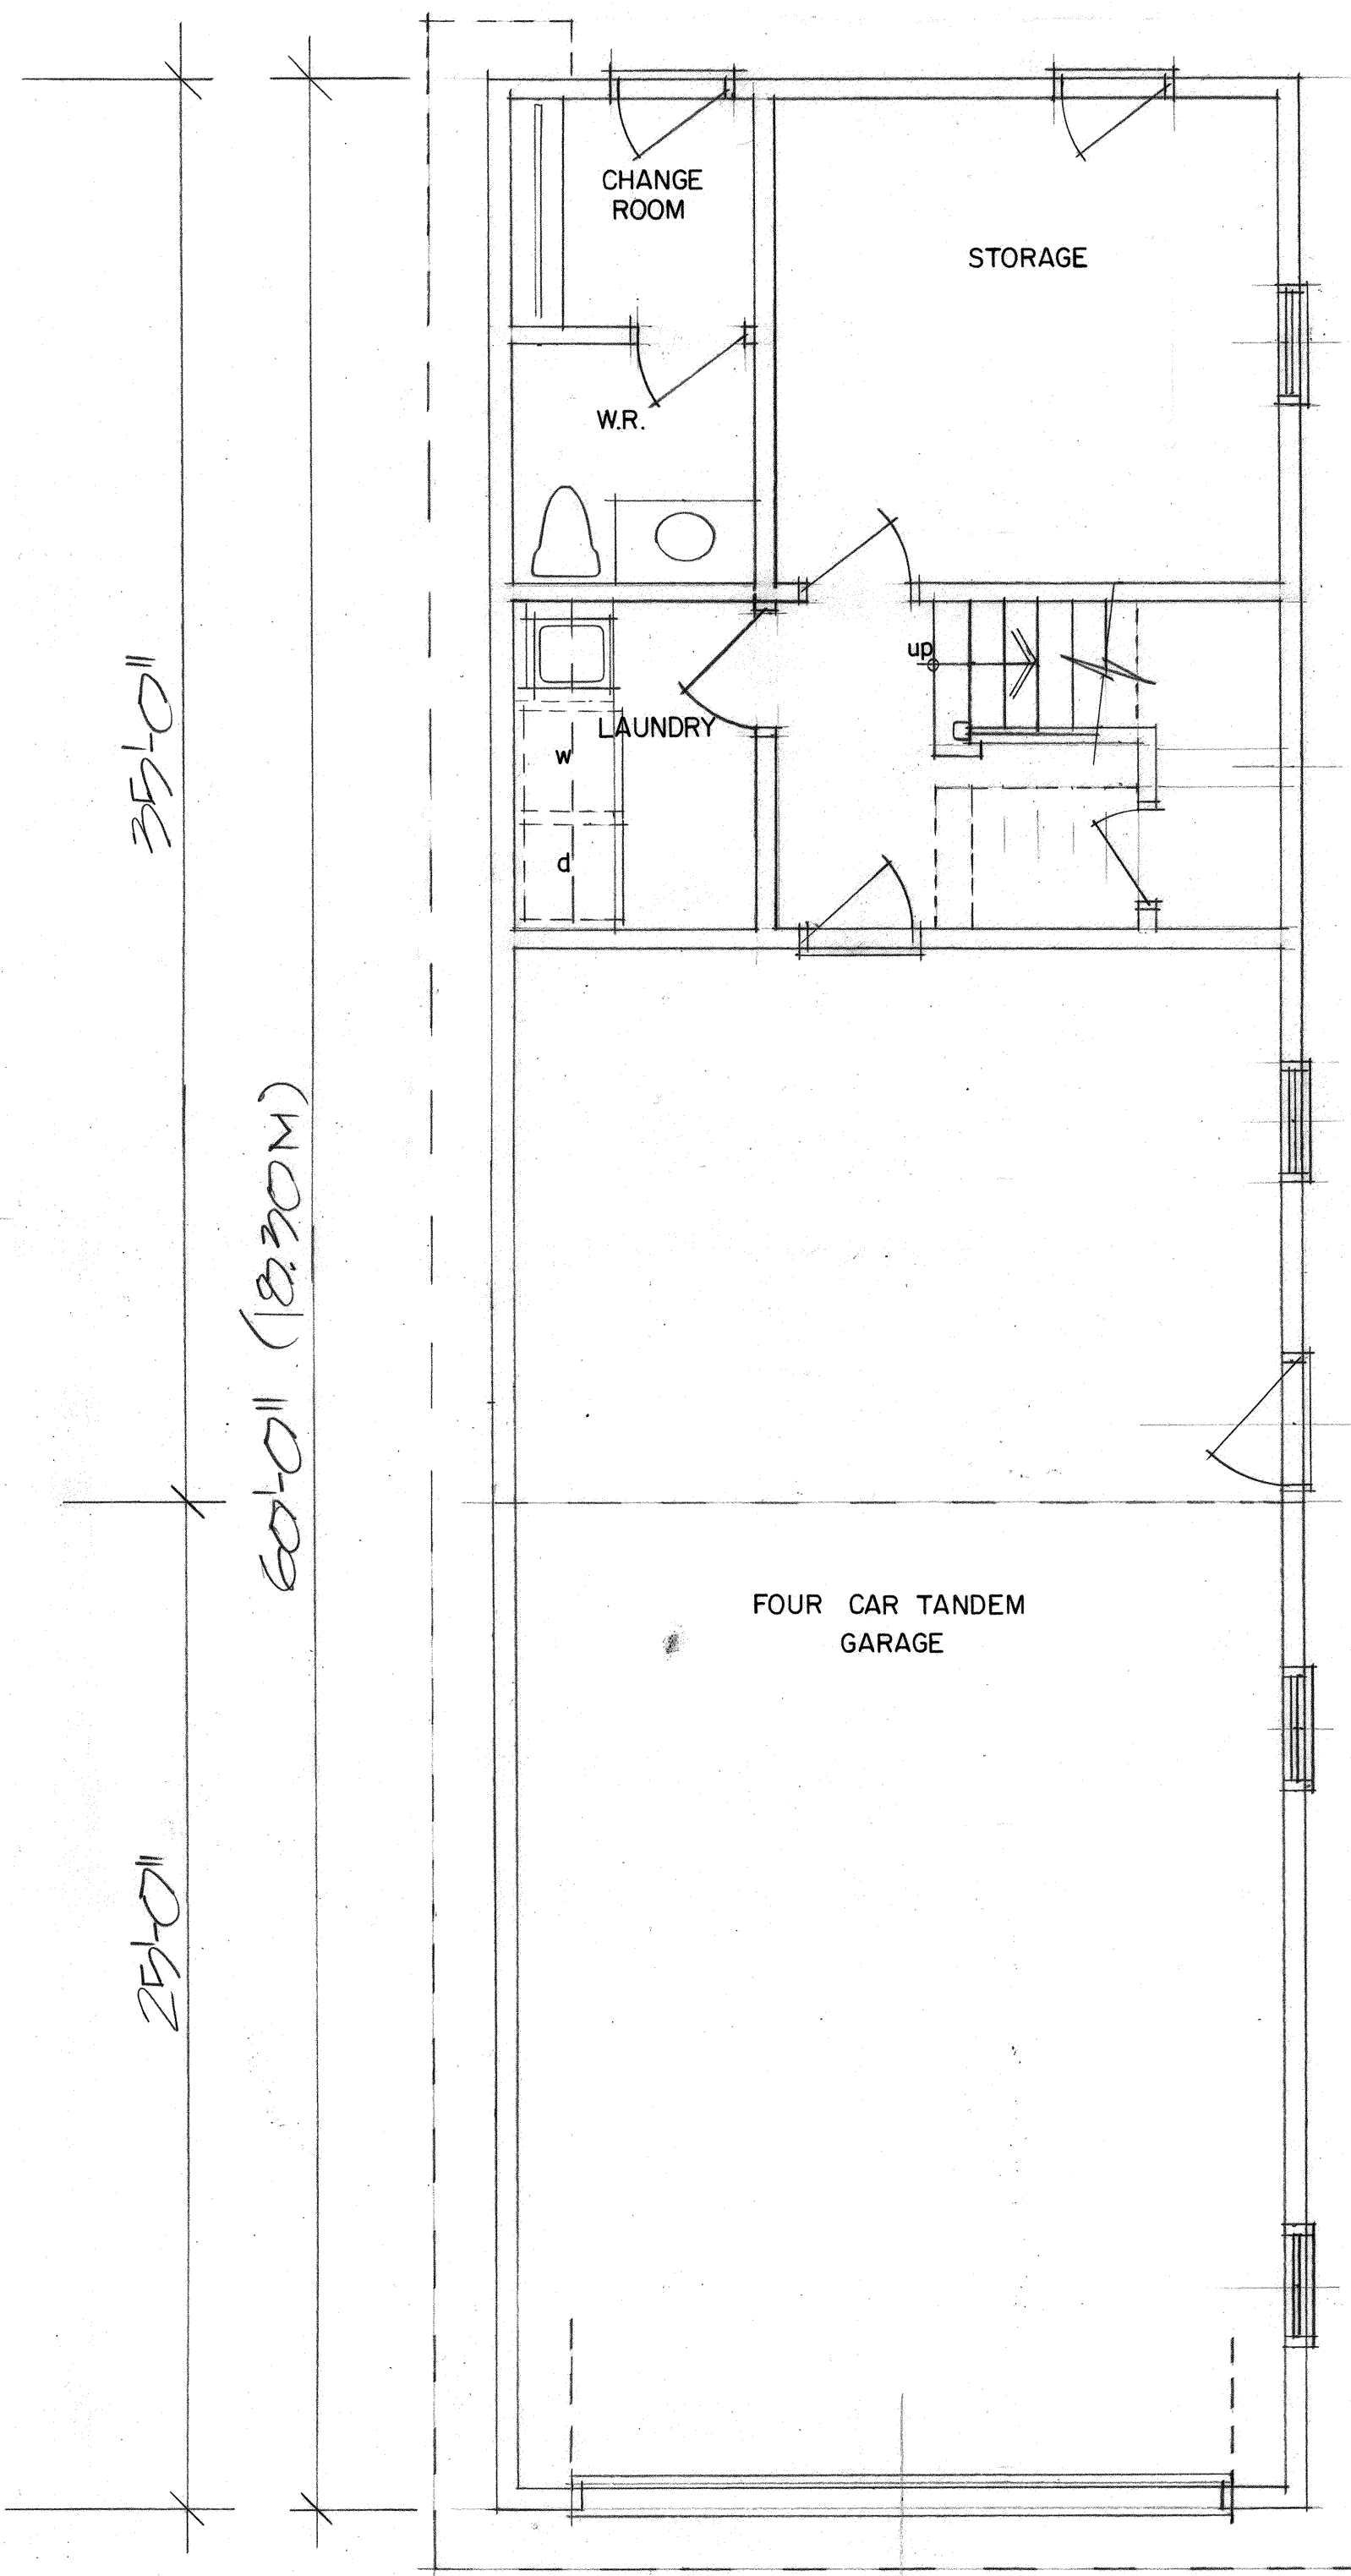 CHANGE
ROOM
STORAGE
W.R.
up
LAUNDRY
w
d
35'-0"
60'-0" (18.30M)
FOUR CAR TANDEM
GARAGE
25'-0"